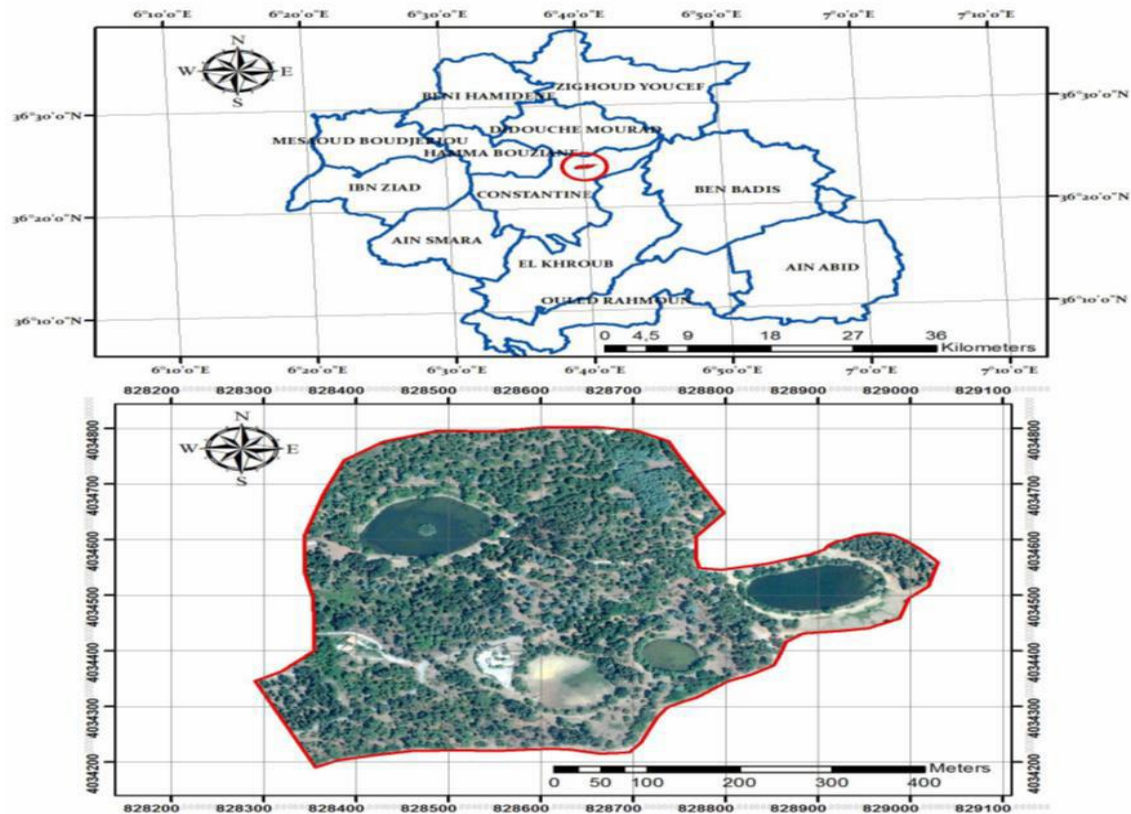 6°10'0"E 6°20'0"E 6°30'0"E 6°40'0"E 6°50'0"E 7°0'0"E 7°10'0"E
N
W E
S
ZIGHOUD YOUCEF
BENI HAMIDENE
36°30'0"N 36°30'0"N
DIDOUCHE MOURAD
MESAOUD BOUDJERIOU
HAMMA BOUZIANE
IBN ZIAD BEN BADIS
CONSTANTINE
36°20'0"N 36°20'0"N
AIN SMARA
EL KHROUB AIN ABID
OULED RAHMOUN
36°10'0"N 36°10'0"N
0 4,5 9 18 27 36
Kilometers
6°10'0"E 6°20'0"E 6°30'0"E 6°40'0"E 6°50'0"E 7°0'0"E 7°10'0"E
828200 828300 828400 828500 828600 828700 828800 828900 829000 829100
N
W E
S
4034800 4034800
4034700 4034700
4034600 4034600
4034500 4034500
4034400 4034400
4034300 4034300
4034200 4034200
Meters
0 50 100 200 300 400
828200 828300 828400 828500 828600 828700 828800 828900 829000 829100